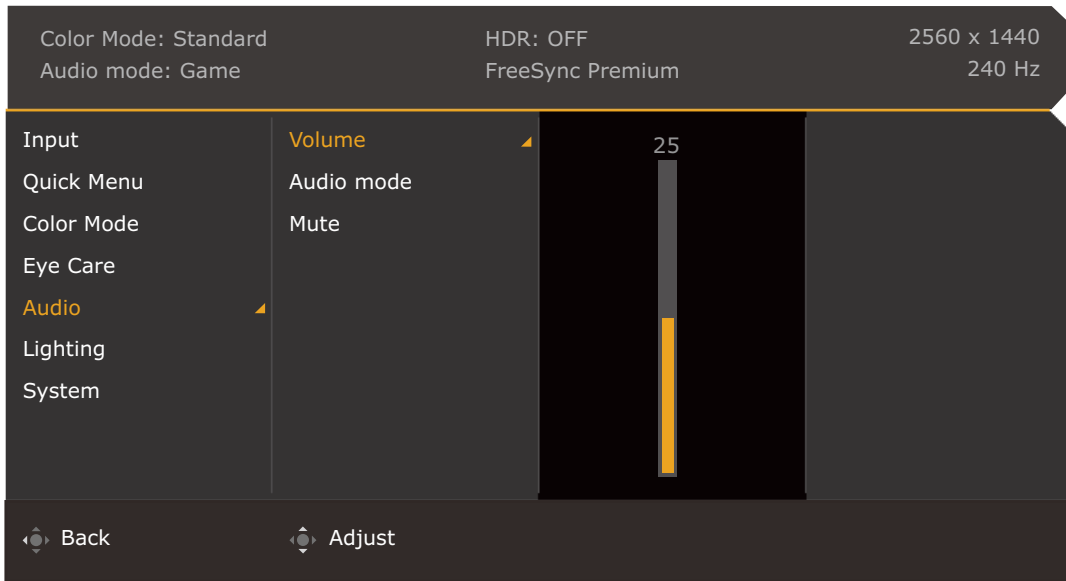 Color Mode: Standard
HDR: OFF
2560 x 1440
Audio mode: Game
FreeSync Premium
240 Hz
Input
Quick Menu
Color Mode
Eye Care
Audio
Lighting
System
Volume
Audio mode
Mute
25
Back
Adjust